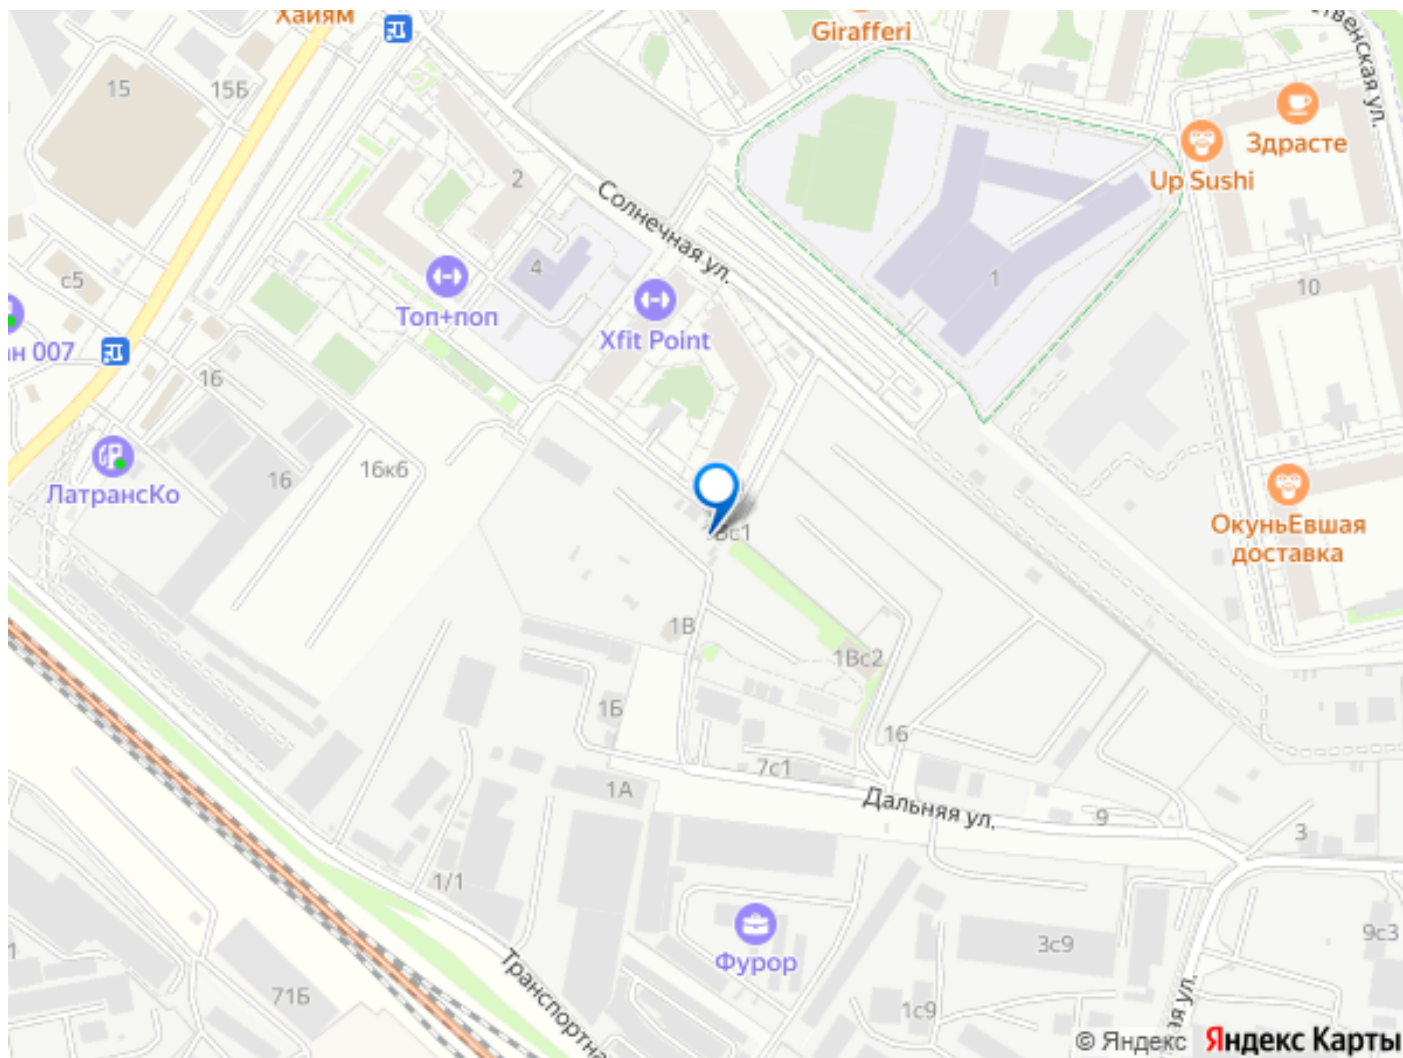 Хайям
Girafferi
15
15Б
Здрасте
Up Sushi
2
Солнечная ул.
4
1
10
с5
Топ+поп
Xfit Point
16
ЛатрансКо
16
16к6
ОкуньЕвшая
доставка
1В
1Вс2
1Б
16
7с1
1А
Дальняя ул.
9
3
1/1
Фурор
3с9
9с3
71Б
Транспортна
1с9
© Яндекс
Яндекс Карты